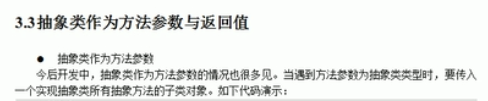 3.3抽象类作为方法参数与返回值
● 抽象类作为方法参数
今后开发中，抽象类作为方法参数的情况也很多见。当遇到方法参数为抽象类类型时，要传入
一个实现抽象类所有抽象方法的子类对象。如下代码演示：